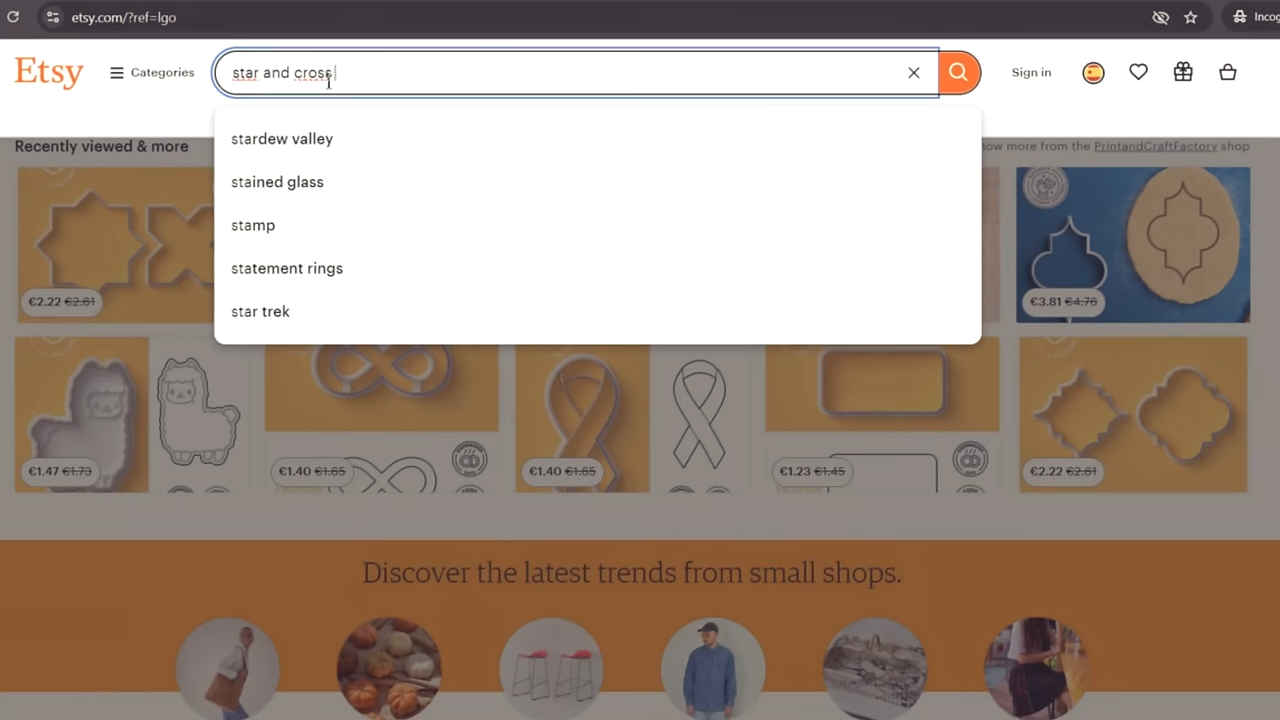 etsy.com/?ref=lgo
Incog
Etsy
Categories
star and cross
Sign in
stardew valley
stained glass
stamp
statement rings
star trek
Recently viewed & more
how more from the PrintandCraftFactory shop
€2.22 €2.61
€3.81 €4.76
€1.47 €1.73
€1.40 €1.65
€1.40 €1.65
€1.23 €1.45
€2.22 €2.61
Discover the latest trends from small shops.